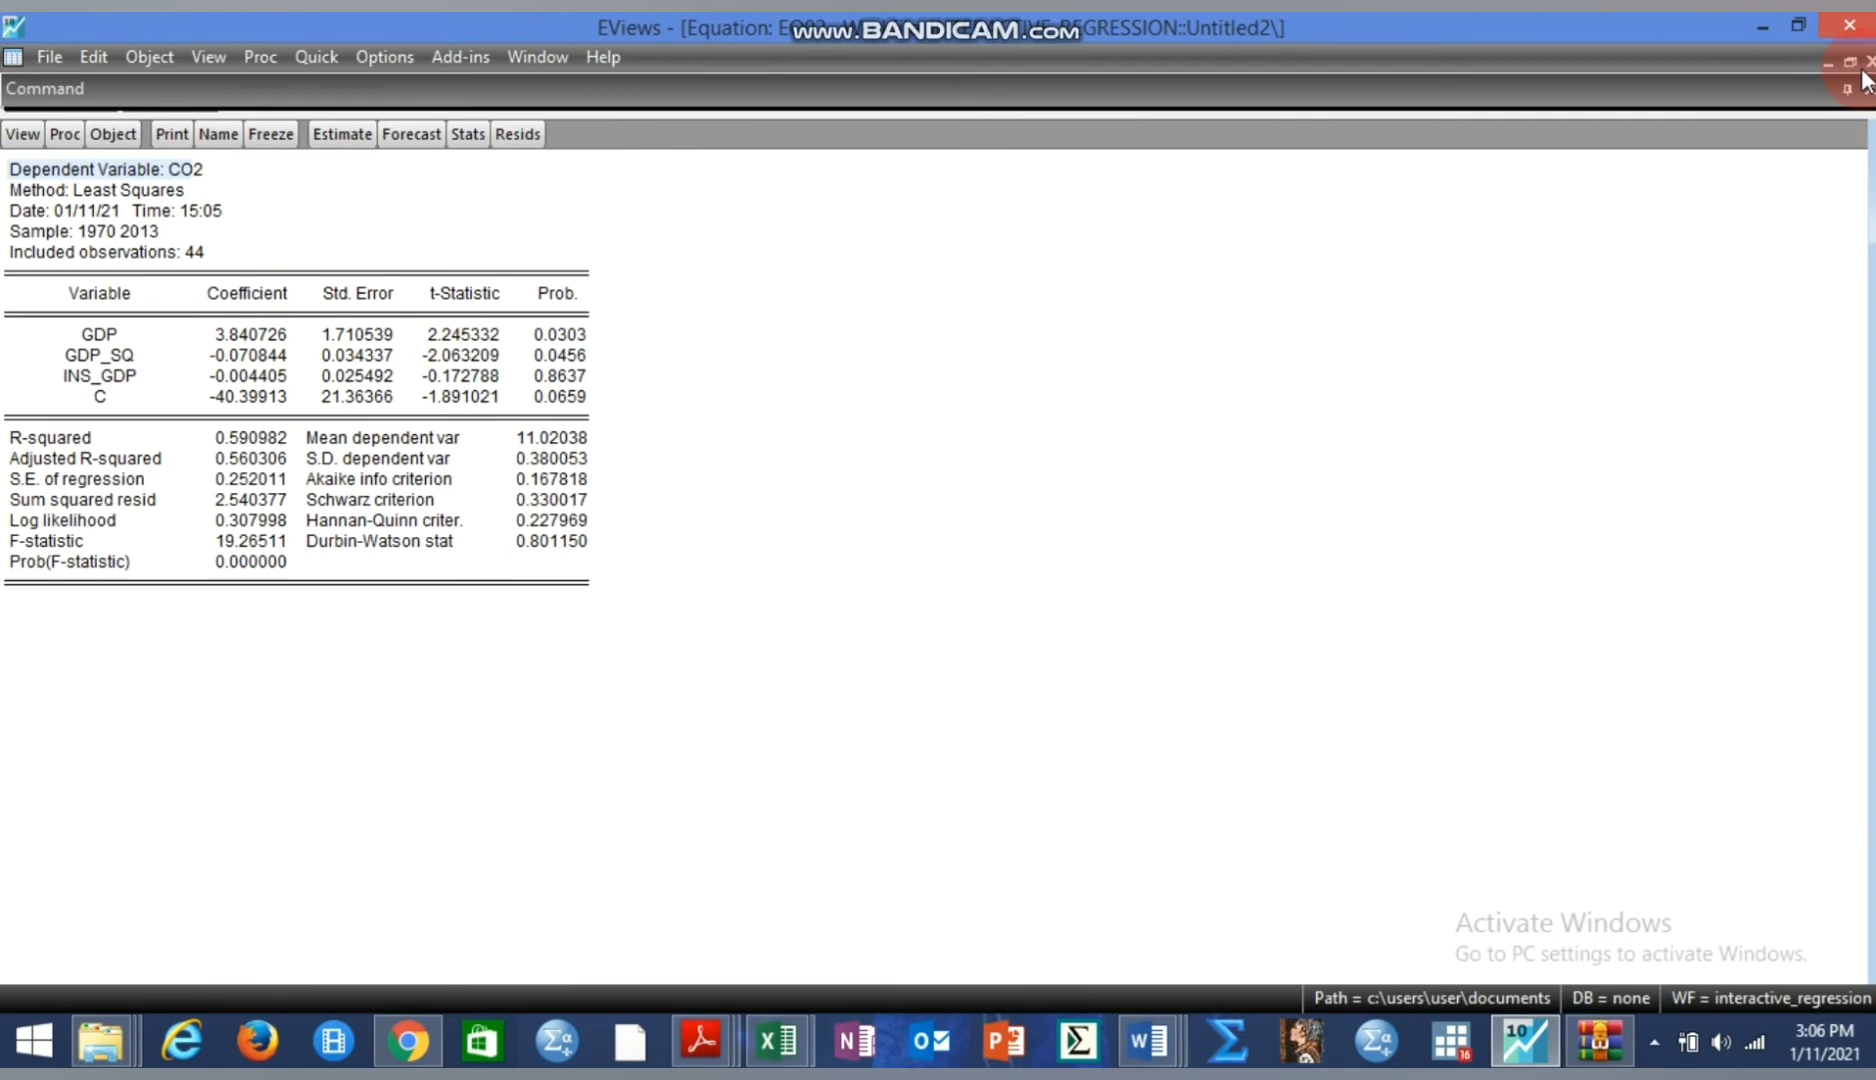 EViews - [Equation: EQ02 - W www.BANDICAM.com GRESSION::Untitled2\]
File Edit Object View Proc Quick Options Add-ins Window Help
Command
View Proc Object Print Name Freeze Estimate Forecast Stats Resids
Dependent Variable: CO2
Method: Least Squares
Date: 01/11/21 Time: 15:05
Sample: 1970 2013
Included observations: 44
Variable Coefficient Std. Error t-Statistic Prob.
GDP 3.840726 1.710539 2.245332 0.0303
GDP_SQ -0.070844 0.034337 -2.063209 0.0456
INS_GDP -0.004405 0.025492 -0.172788 0.8637
C -40.39913 21.36366 -1.891021 0.0659
R-squared 0.590982 Mean dependent var 11.02038
Adjusted R-squared 0.560306 S.D. dependent var 0.380053
S.E. of regression 0.252011 Akaike info criterion 0.167818
Sum squared resid 2.540377 Schwarz criterion 0.330017
Log likelihood 0.307998 Hannan-Quinn criter. 0.227969
F-statistic 19.26511 Durbin-Watson stat 0.801150
Prob(F-statistic) 0.000000
Activate Windows
Go to PC settings to activate Windows.
Path = c:\users\user\documents DB = none WF = interactive_regression
3:06 PM
1/11/2021